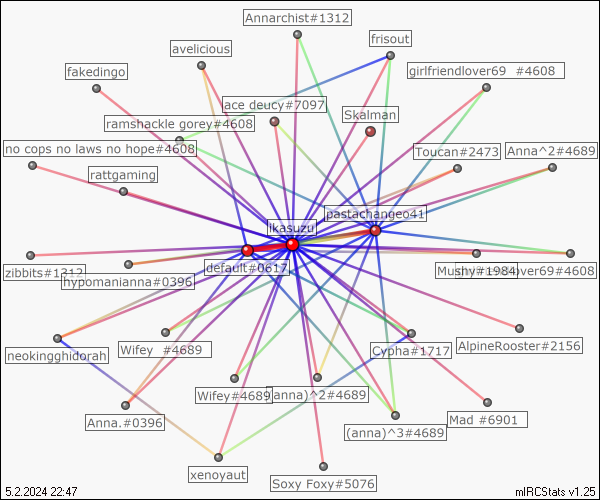 Annarchist#1312
frisout
avelicious
fakedingo
girlfriendlover69 #4608
ace deucy#7097
Skalman
ramshackle gorey#4608
no cops no laws no hope#4608
Toucan#2473
Anna^2#4689
rattgaming
pastachangeo41
ikasuzu
default#0617
zibbits#1312
hypomanianna#0396
Mushy#1984
lover69#4608
neokingghidorah
Wifey #4689
Cypha#1717
AlpineRooster#2156
Wifey#4689
(anna)^2#4689
Anna.#0396
(anna)^3#4689
Mad #6901
xenoyaut
Soxy Foxy#5076
5.2.2024 22:47
mIRCStats v1.25